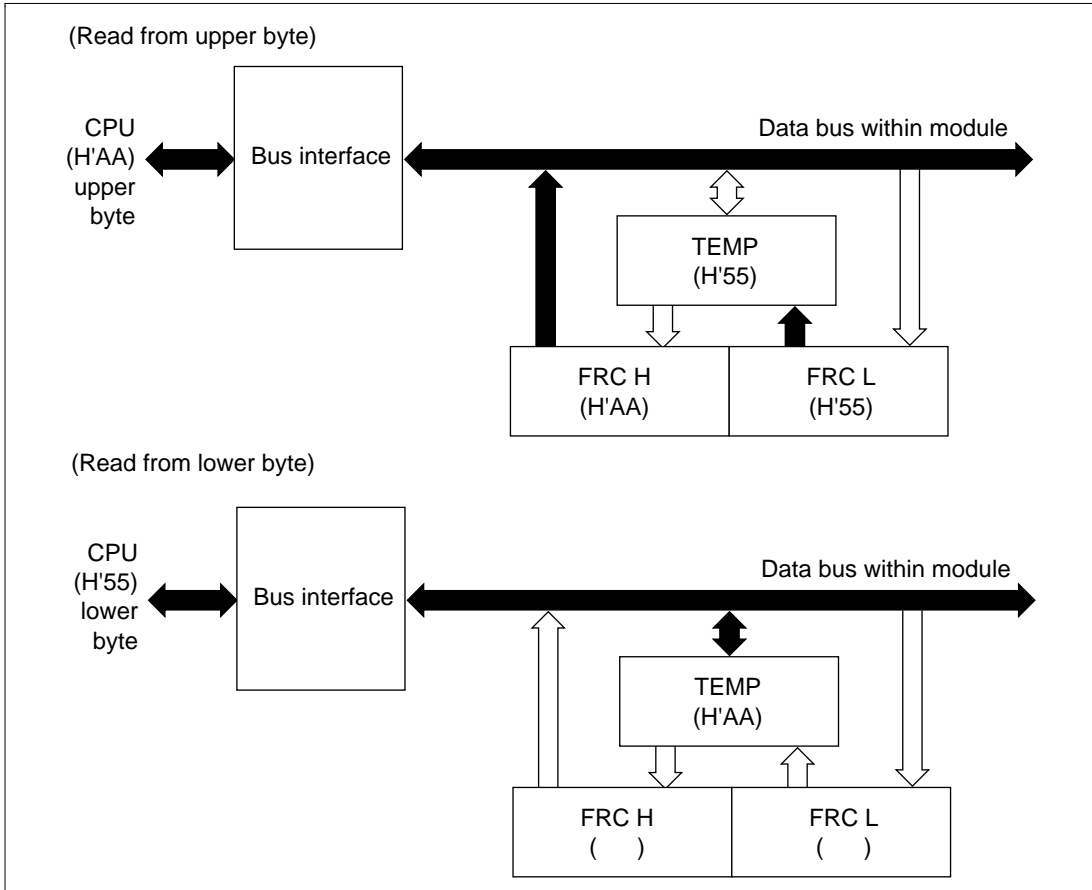 (Read from upper byte)
CPU
(H'AA)
upper
byte
Bus interface
Data bus within module
TEMP
(H'55)
FRC H
(H'AA)
FRC L
(H'55)
(Read from lower byte)
CPU
(H'55)
lower
byte
Bus interface
Data bus within module
TEMP
(H'AA)
FRC H
(    )
FRC L
(    )